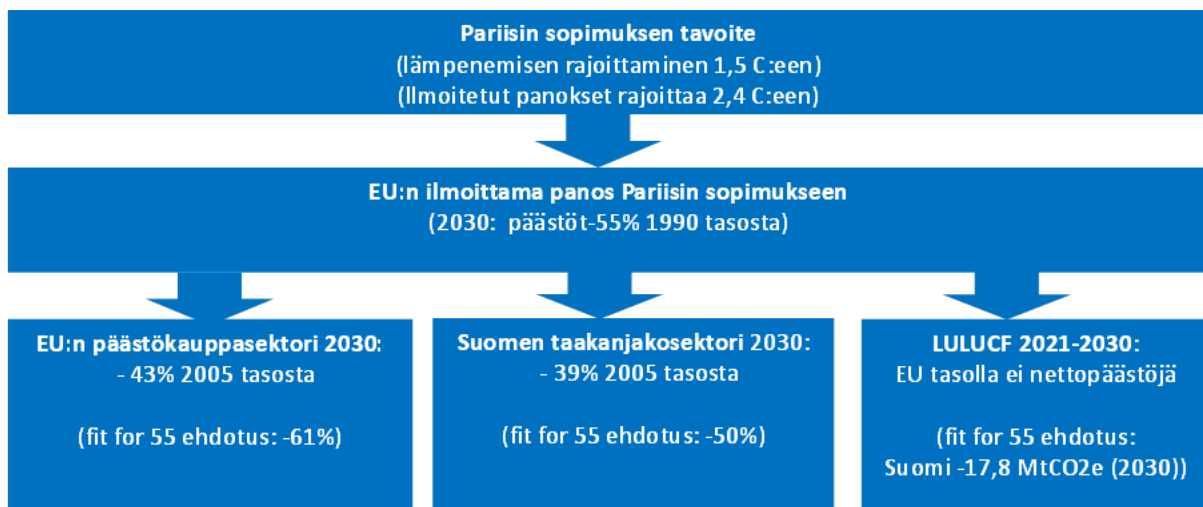 Pariisin sopimuksen tavoite
(lämpenemisen rajoittaminen 1,5 C:een)
(Ilmoitetut panokset rajoittaa 2,4 C:een)
EU:n ilmoittama panos Pariisin sopimukseen
(2030: päästöt-55% 1990 tasosta)
EU:n päästökauppasektori 2030:
- 43% 2005 tasosta
(fit for 55 ehdotus: -61%)
Suomen taakanjakosektori 2030:
- 39% 2005 tasosta
(fit for 55 ehdotus: -50%)
LULUCF 2021-2030:
EU tasolla ei nettopäästöjä
(fit for 55 ehdotus:
Suomi -17,8 MtCO2e (2030))